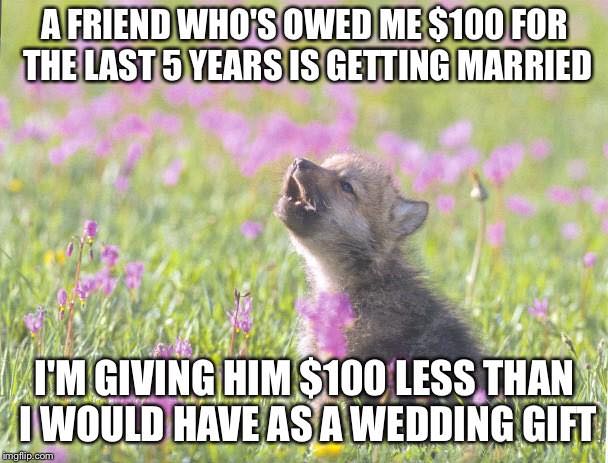 A FRIEND WHO'S OWED ME $100 FOR
THE LAST 5 YEARS IS GETTING MARRIED
I'M GIVING HIM $100 LESS THAN
I WOULD HAVE AS A WEDDING GIFT
imgflip.com